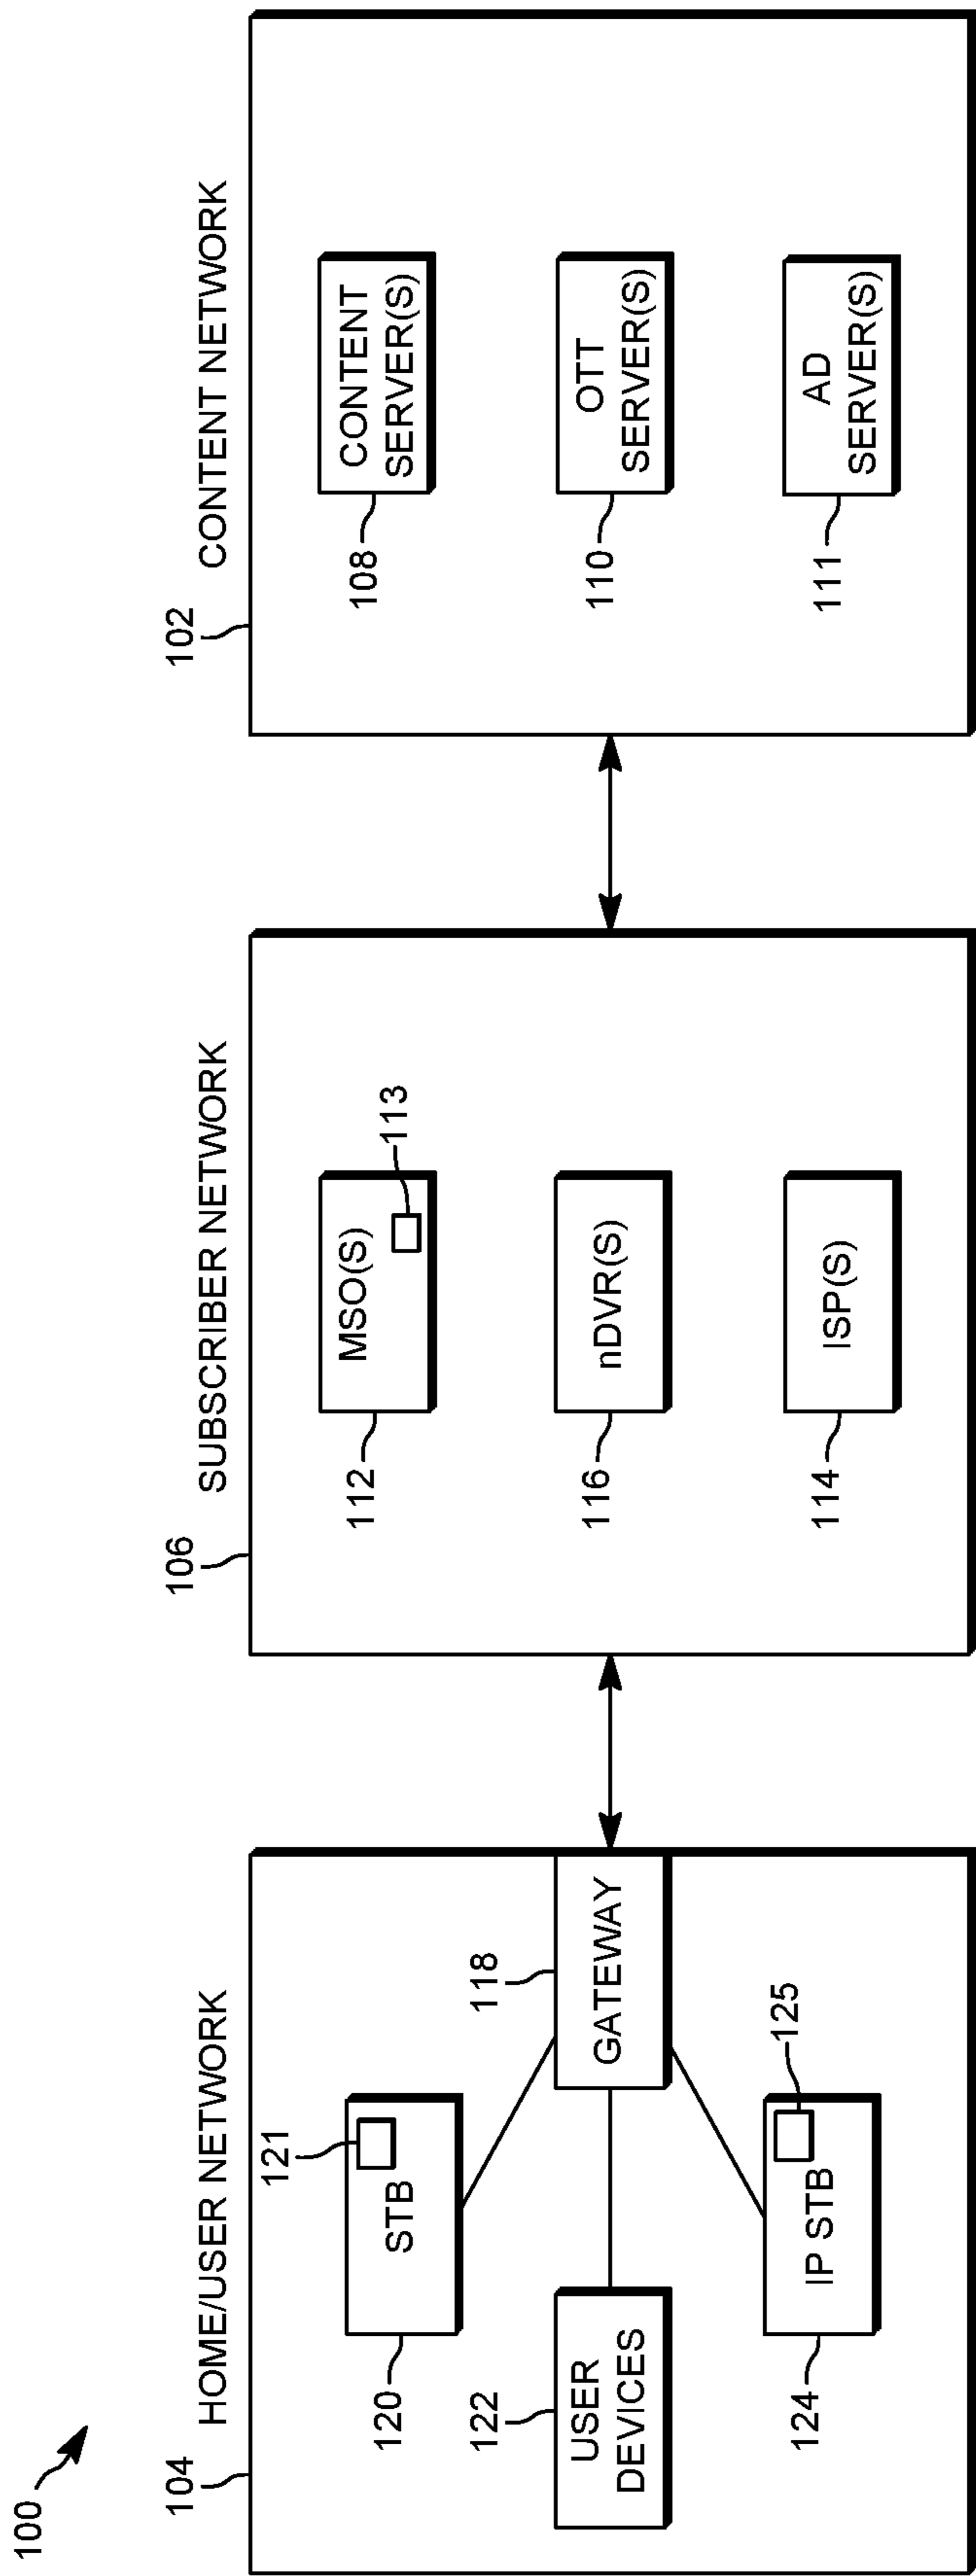 100
104
HOME/USER NETWORK
120
STB
121
122
USER
DEVICES
118
GATEWAY
124
IP STB
125
106
SUBSCRIBER NETWORK
112
MSO(S)
113
116
nDVR(S)
114
ISP(S)
102
CONTENT NETWORK
108
CONTENT
SERVER(S)
110
OTT
SERVER(S)
111
AD
SERVER(S)